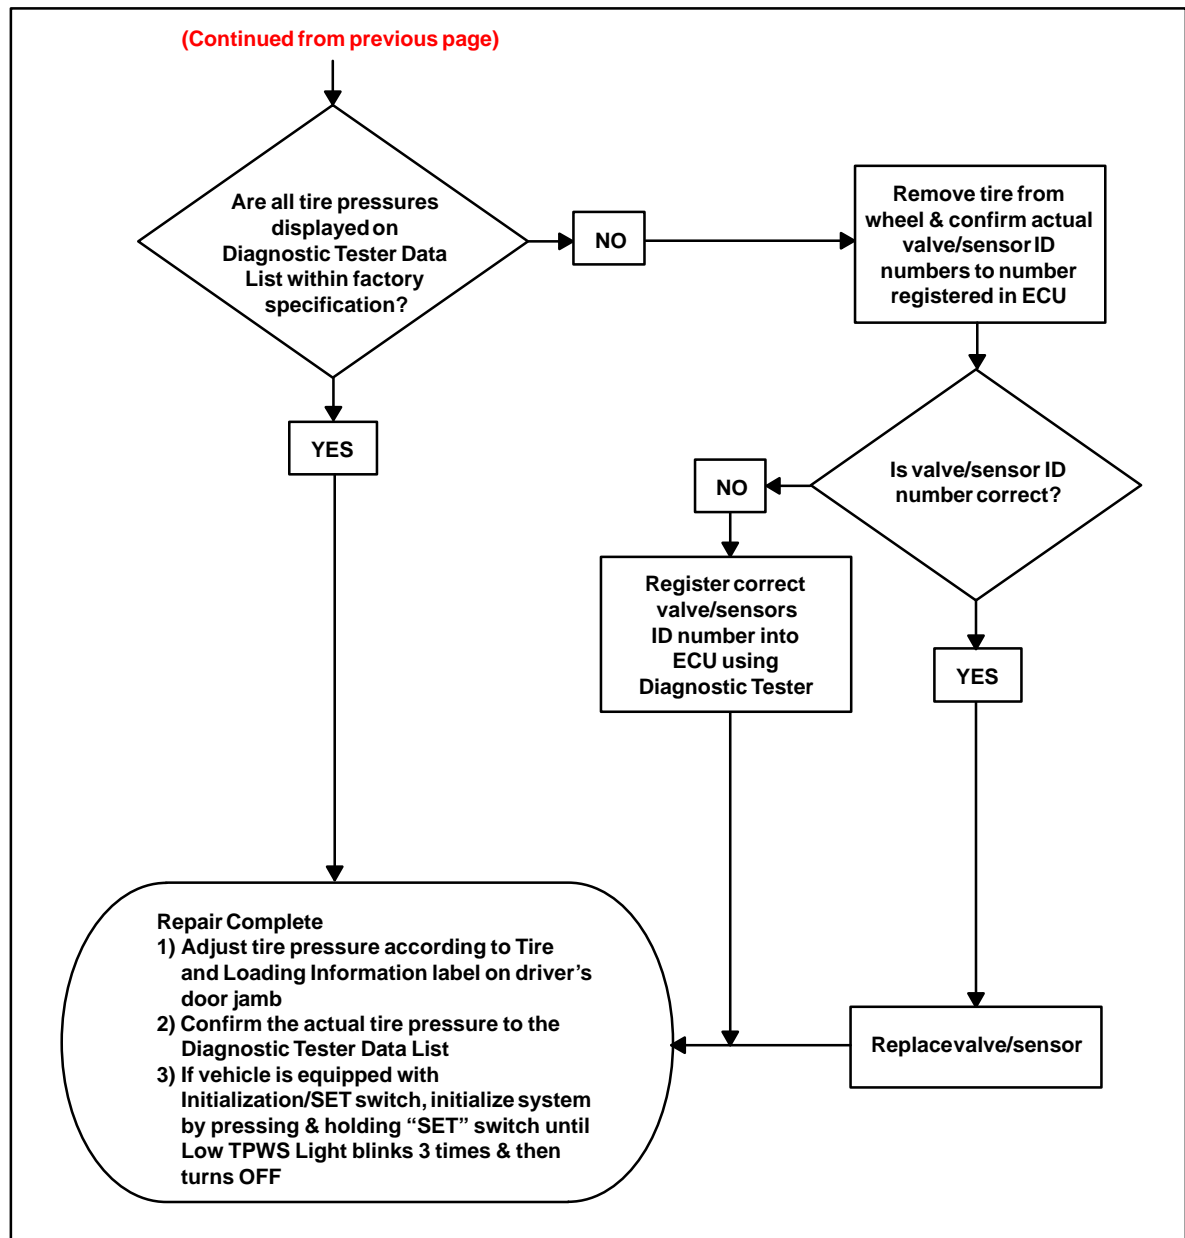 (Continued from previous page)
Are all tire pressures
displayed on
Diagnostic Tester Data
List within factory
specification?
NO
Remove tire from
wheel & confirm actual
valve/sensor ID
numbers to number
registered in ECU
YES
Is valve/sensor ID
number correct?
NO
Register correct
valve/sensors
ID number into
ECU using
Diagnostic Tester
YES
Replacevalve/sensor
Repair Complete
1) Adjust tire pressure according to Tire
and Loading Information label on driver’s
door jamb
2) Confirm the actual tire pressure to the
Diagnostic Tester Data List
3) If vehicle is equipped with
Initialization/SET switch, initialize system
by pressing & holding “SET” switch until
Low TPWS Light blinks 3 times & then
turns OFF